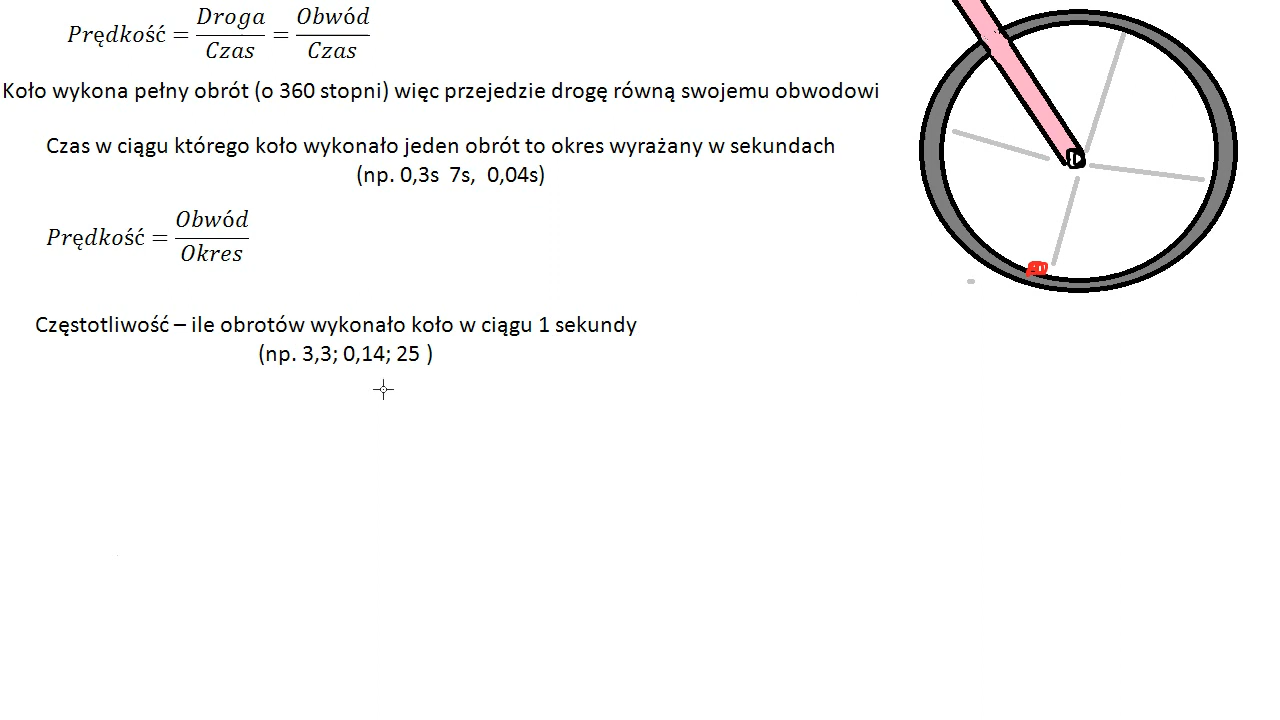 Prędkość = Droga/Czas = Obwód/Czas
Koło wykona pełny obrót (o 360 stopni) więc przejedzie drogę równą swojemu obwodowi
Czas w ciągu którego koło wykonało jeden obrót to okres wyrażany w sekundach
(np. 0,3s 7s, 0,04s)
Prędkość = Obwód/Okres
Częstotliwość – ile obrotów wykonało koło w ciągu 1 sekundy
(np. 3,3; 0,14; 25 )